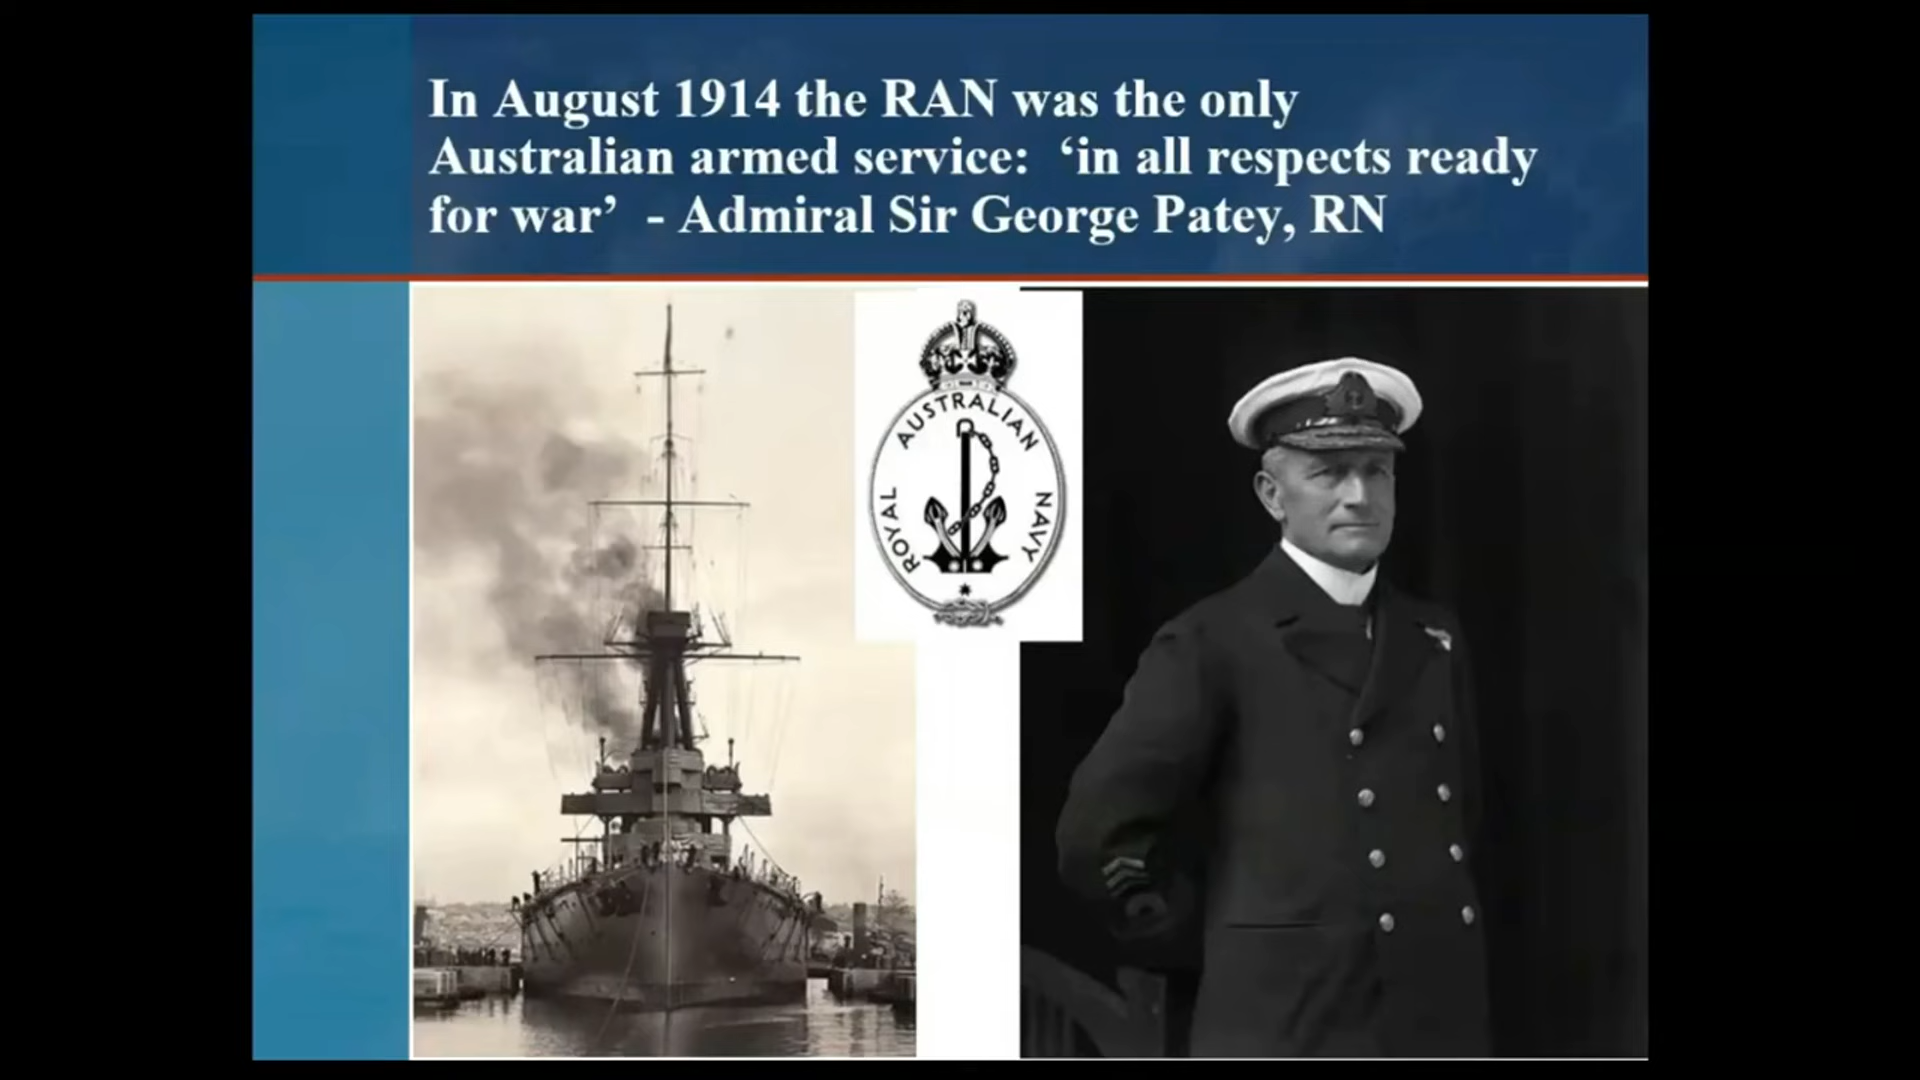 In August 1914 the RAN was the only
Australian armed service:  ‘in all respects ready
for war’  - Admiral Sir George Patey, RN
ROYAL AUSTRALIAN NAVY